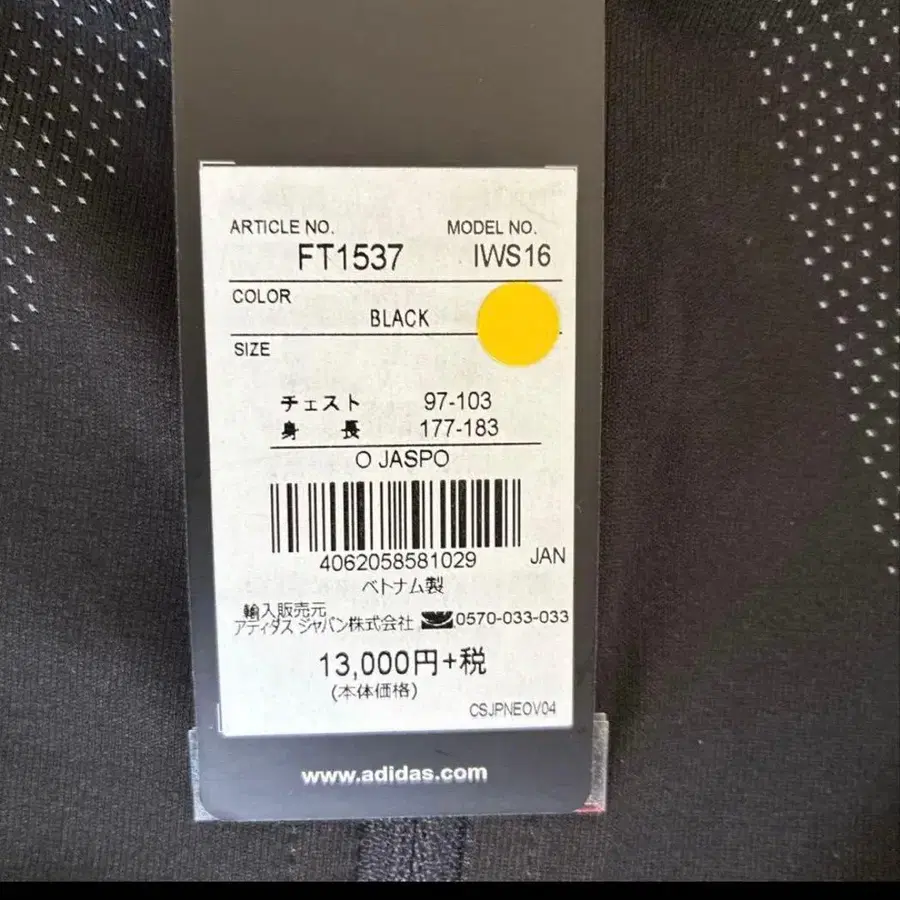 ARTICLE NO. MODEL NO.
FT1537 IWS16
COLOR
BLACK
SIZE
チェスト 97-103
身長 177-183
O JASPO
4062058581029 JAN
ベトナム製
輸入販売元
アディダス ジャパン株式会社 0570-033-033
13,000円+税
(本体価格)
CSJPNEOV04
www.adidas.com